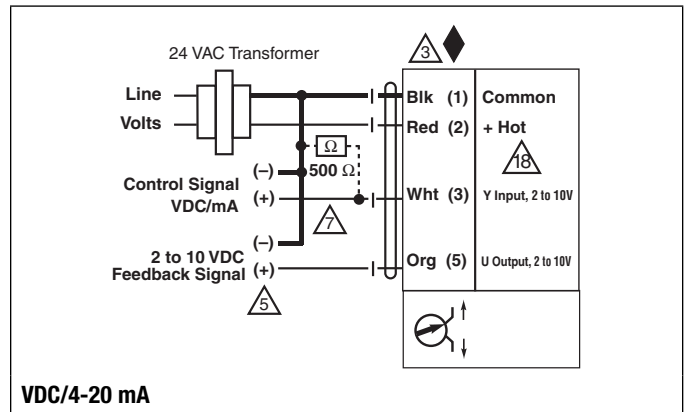 24 VAC Transformer
3
Line
Volts
Blk (1) Common
Red (2) + Hot
18
Ω
500 Ω
(–)
Control Signal
VDC/mA
(+)
7
Wht (3) Y Input, 2 to 10V
(–)
2 to 10 VDC
Feedback Signal
(+)
5
Org (5) U Output, 2 to 10V
VDC/4-20 mA